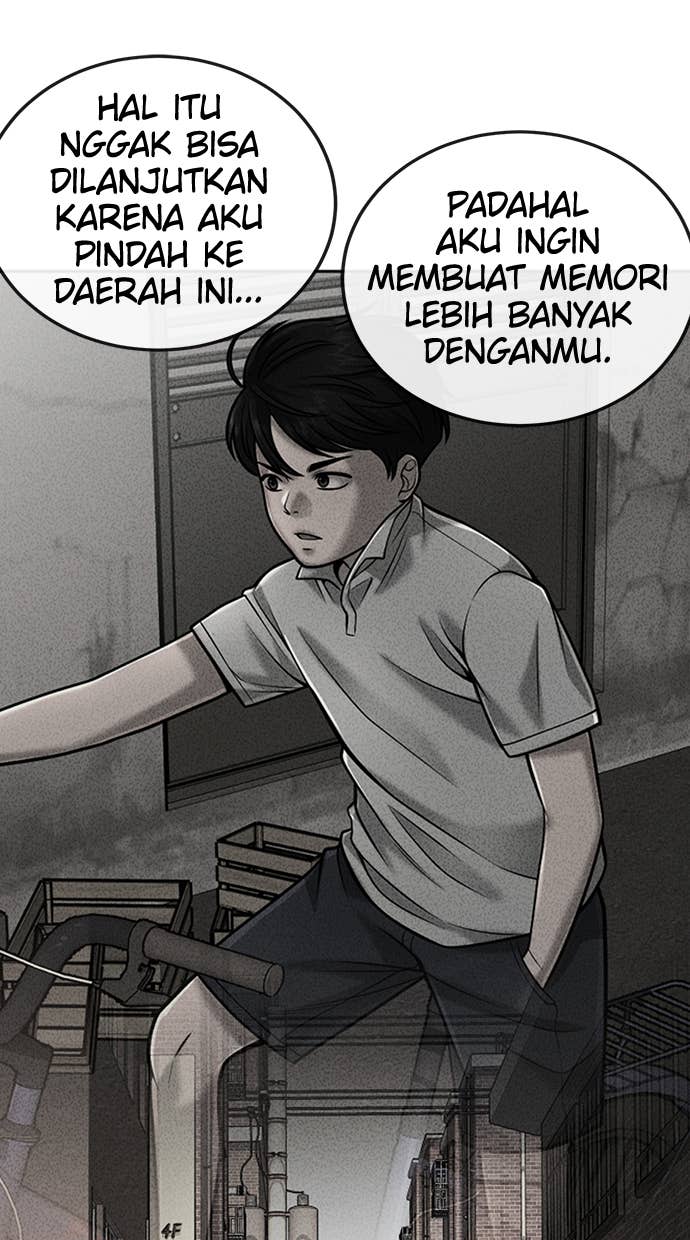 HAL ITU
NGGAK BISA
DILANJUTKAN
KARENA AKU
PINDAH KE
DAERAH INI...
PADAHAL
AKU INGIN
MEMBUAT MEMORI
LEBIH BANYAK
DENGANMU.
4F